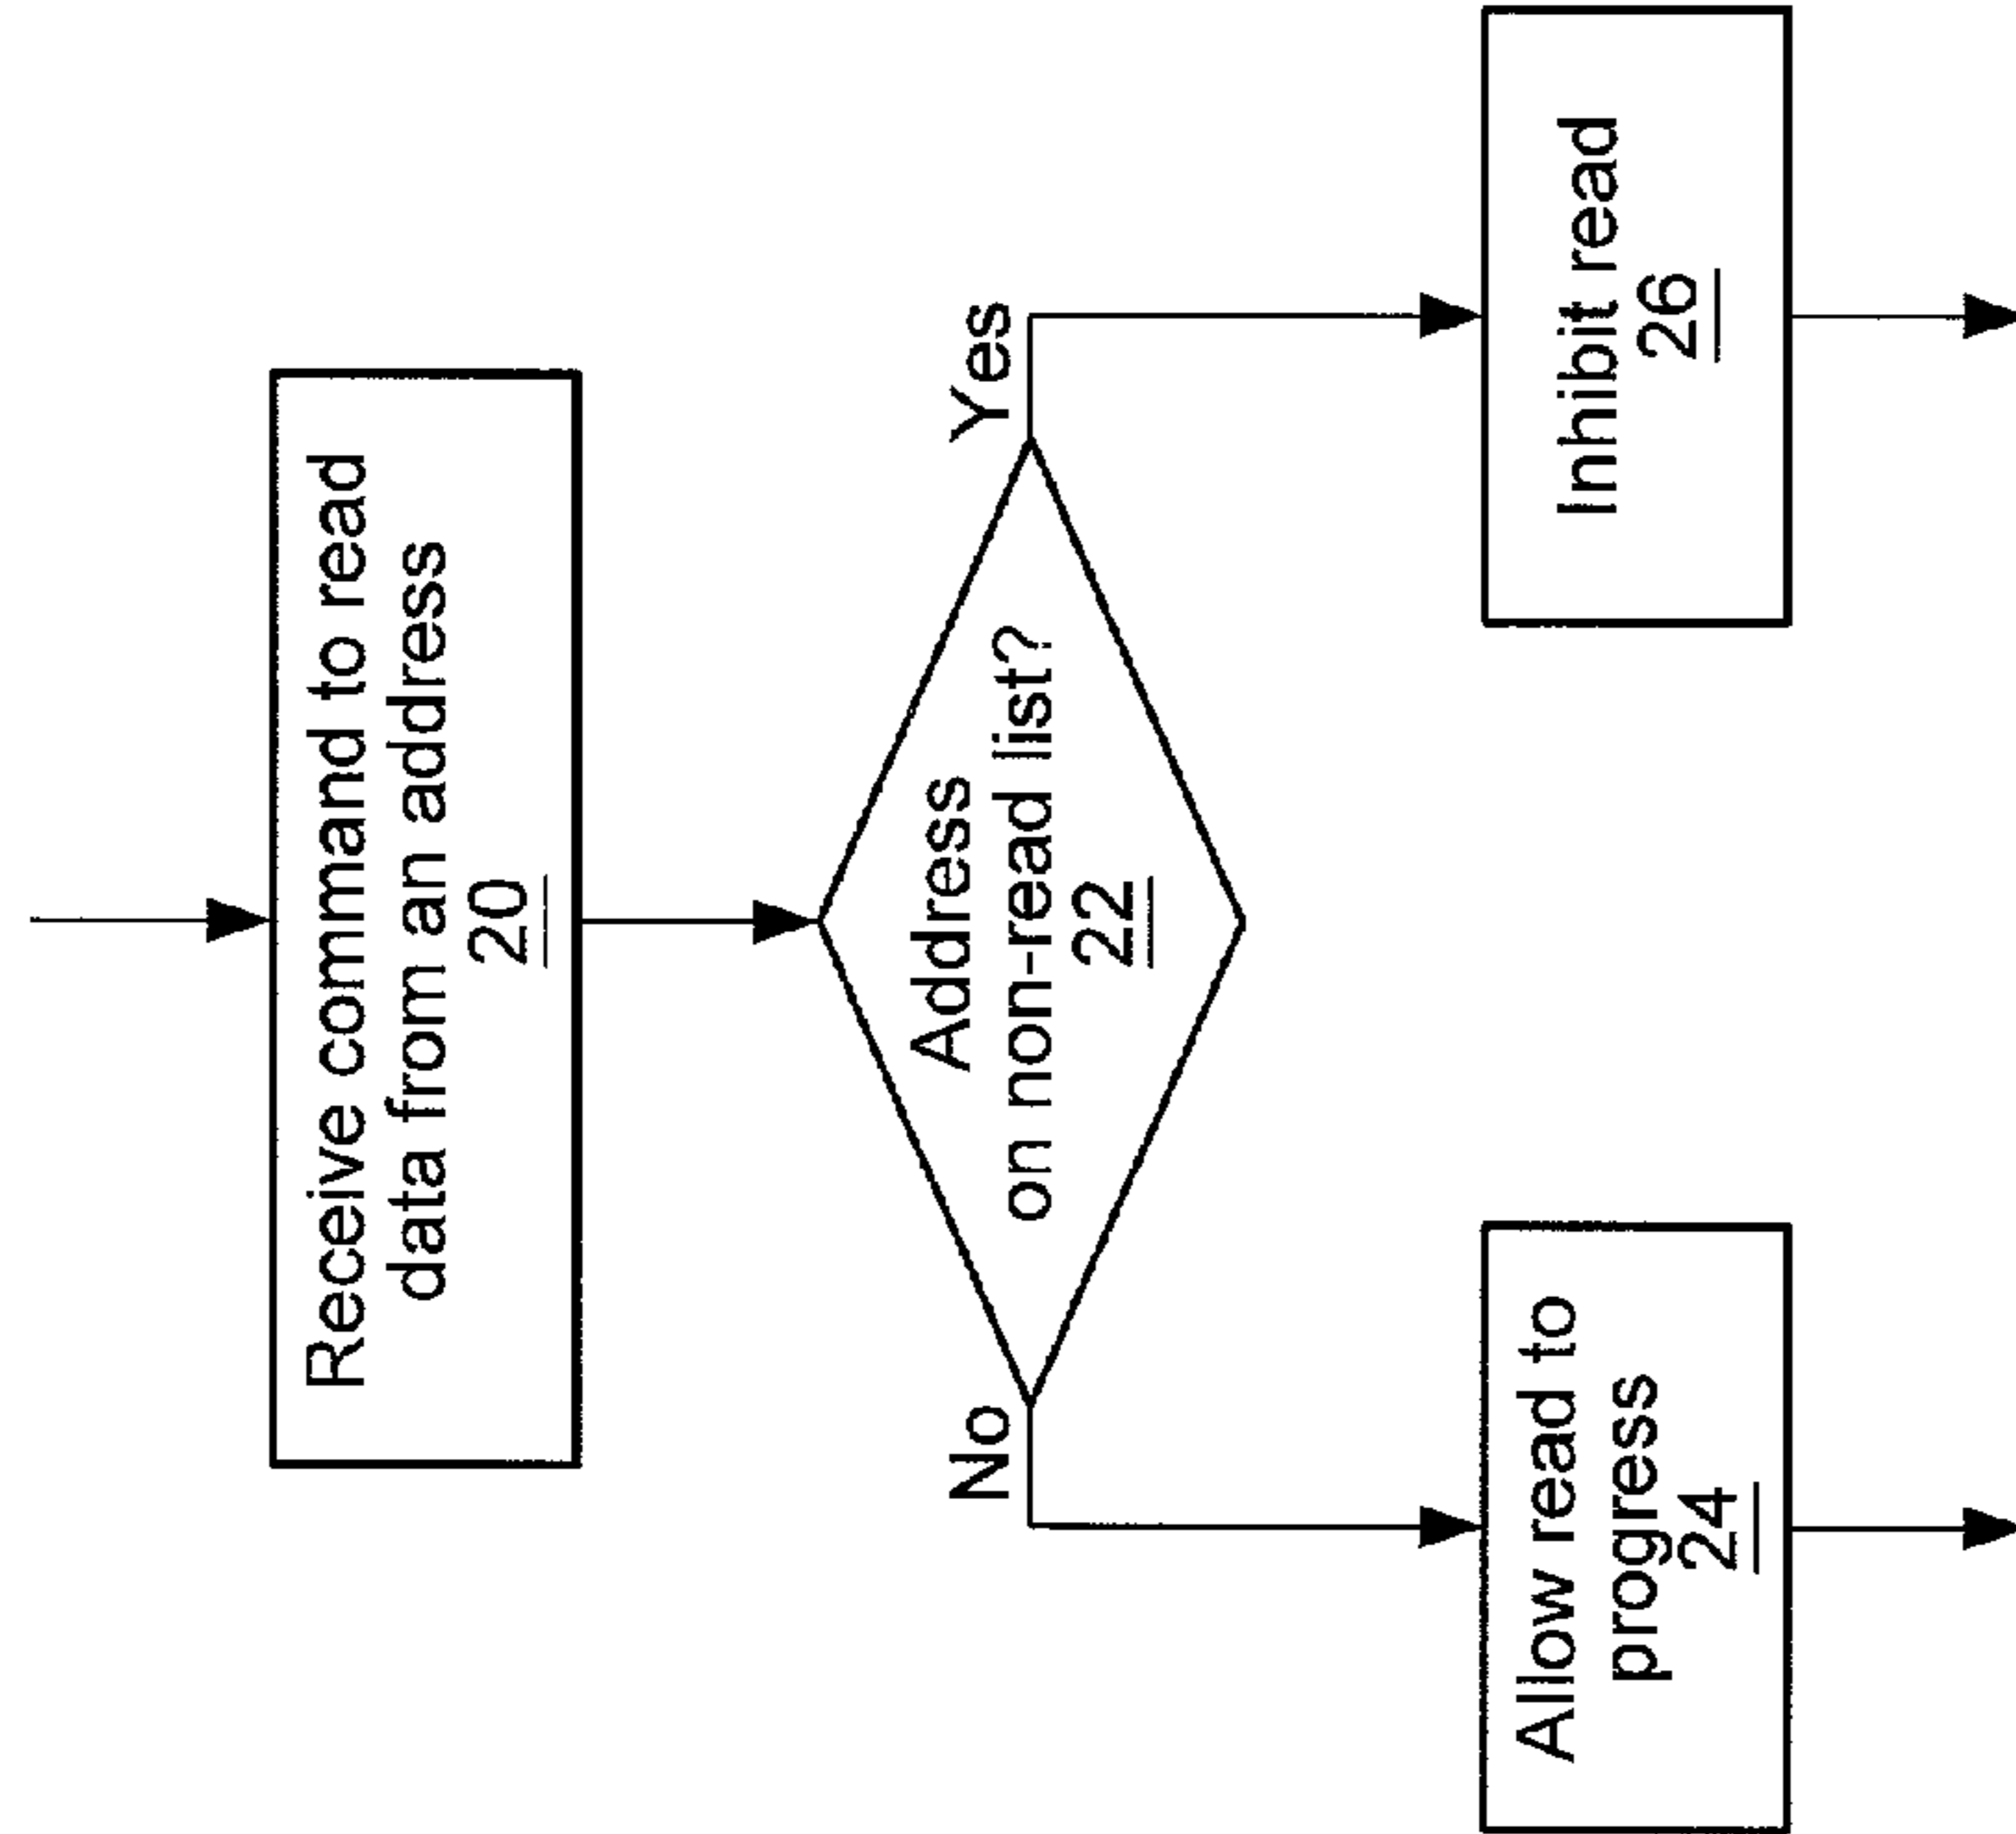 Receive command to read
data from an address
20
Address
on non-read list?
22
No
Yes
Allow read to
progress
24
Inhibit read
26